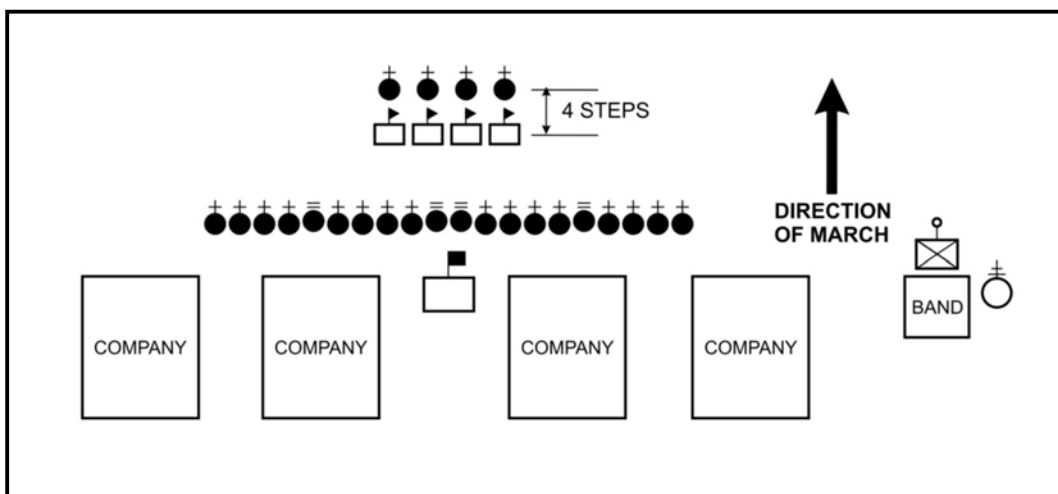 4 STEPS
DIRECTION
OF MARCH
COMPANY
COMPANY
COMPANY
COMPANY
BAND